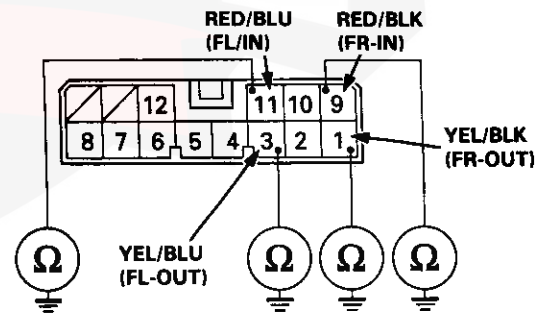 RED/BLU
(FL/IN)
RED/BLK
(FR-IN)
12 11 10 9
8 7 6 5 4 3 2 1
YEL/BLK
(FR-OUT)
YEL/BLU
(FL-OUT)
Ω Ω Ω Ω